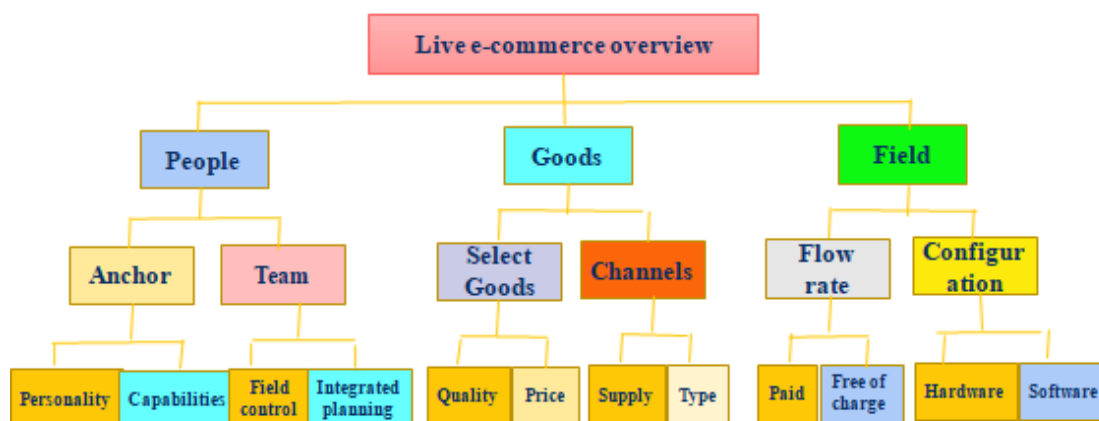 Live e-commerce overview
People
Goods
Field
Anchor
Team
Select
Goods
Channels
Flow
rate
Configur
ation
Personality
Capabilities
Field
control
Integrated
planning
Quality
Price
Supply
Type
Paid
Free of
charge
Hardware
Software